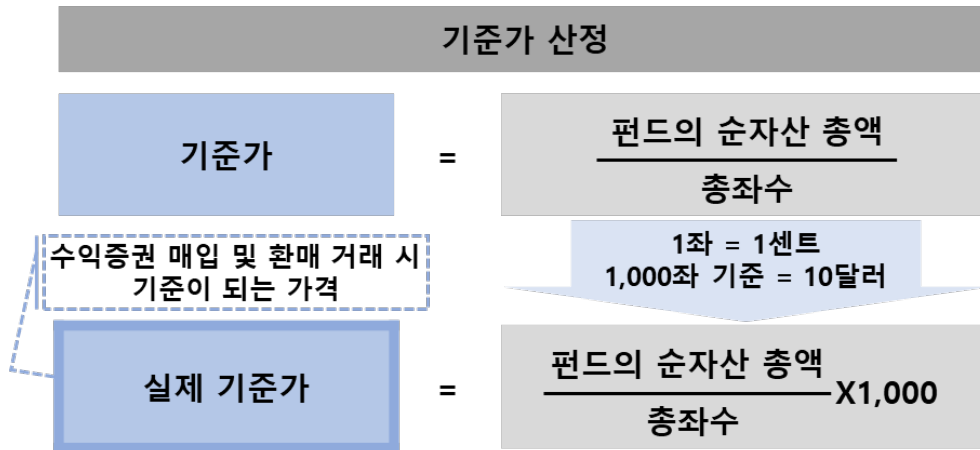 기준가 산정
기준가
=
펀드의 순자산 총액
총좌수
수익증권 매입 및 환매 거래 시
기준이 되는 가격
1좌 = 1센트
1,000좌 기준 = 10달러
실제 기준가
=
펀드의 순자산 총액
총좌수
X1,000